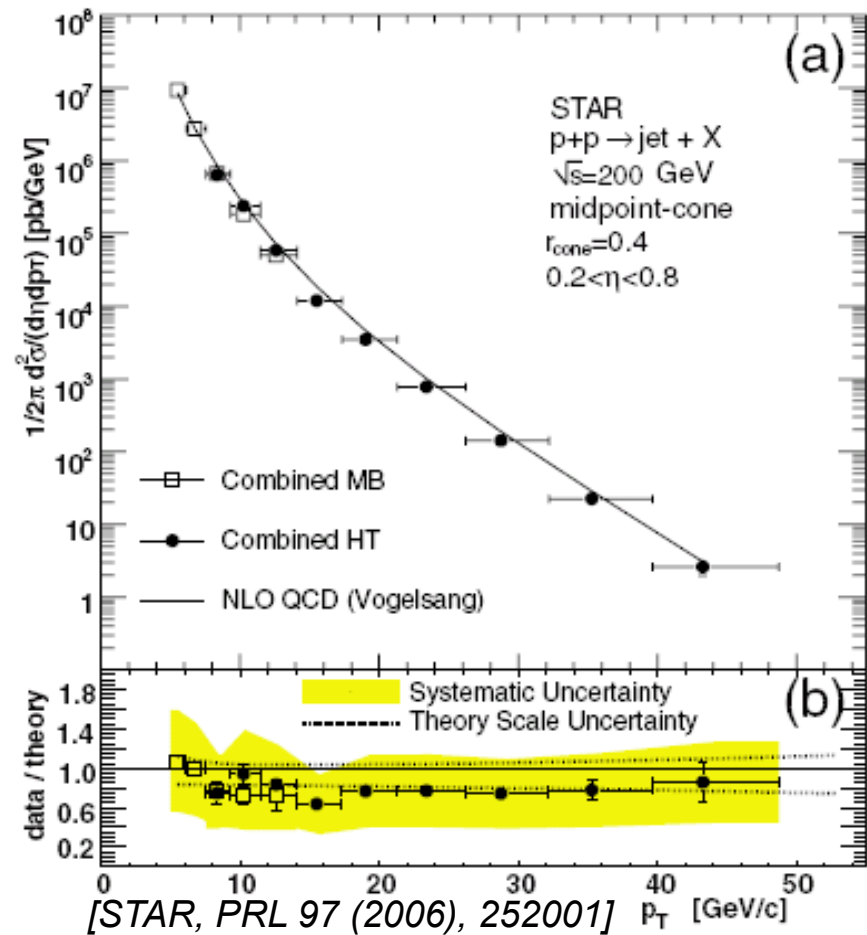 10⁸
10⁷
10⁶
10⁵
10⁴
10³
10²
10
1
1/2π d²σ/(dηdp_T) [pb/GeV]
(a)
STAR
p+p →jet + X
√s=200 GeV
midpoint-cone
r_cone=0.4
0.2<η<0.8
Combined MB
Combined HT
NLO QCD (Vogelsang)
(b)
Systematic Uncertainty
Theory Scale Uncertainty
data / theory
1.8
1.4
1.0
0.6
0.2
0 10 20 30 40 50
[STAR, PRL 97 (2006), 252001] p_T [GeV/c]